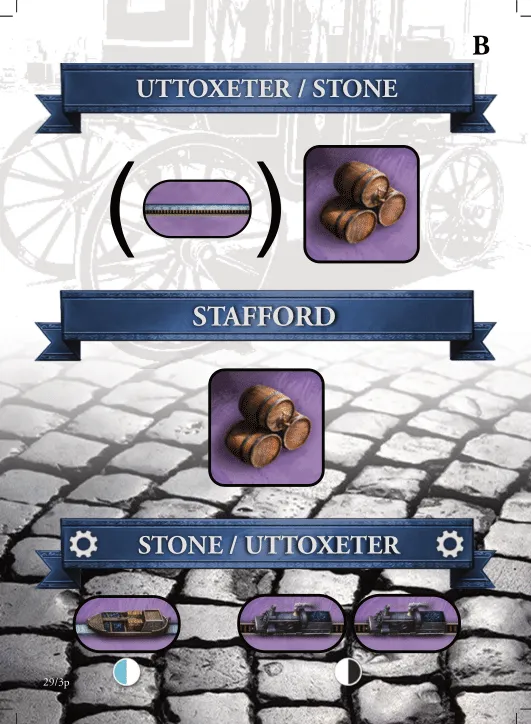 B
UTTOXETER / STONE
( )
STAFFORD
STONE / UTTOXETER
29/3p